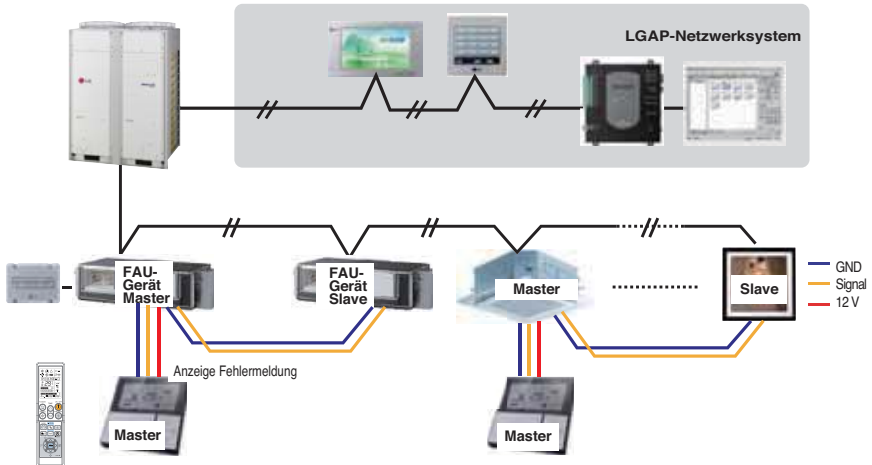 LGAP-Netzwerksystem
FAU-
Gerät
Master
FAU-
Gerät
Slave
Master
Slave
GND
Signal
12 V
Anzeige Fehlermeldung
Master
Master